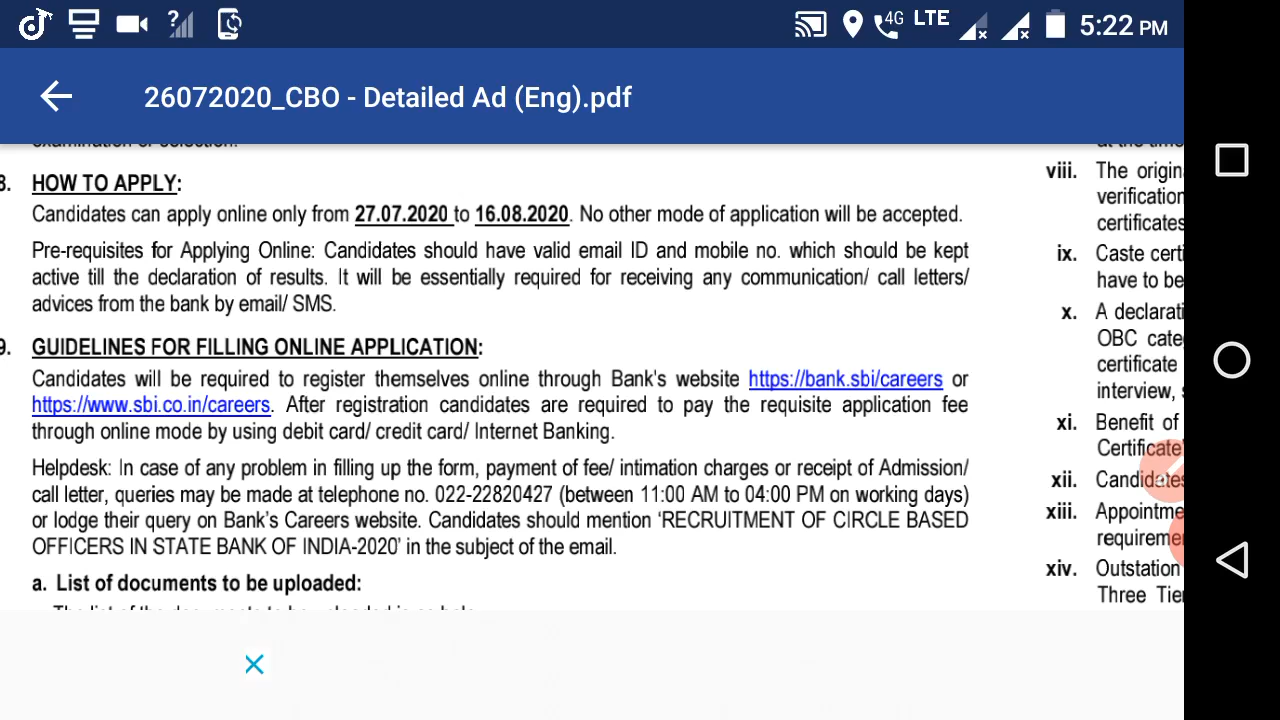 4G LTE 5:22 PM
26072020_CBO - Detailed Ad (Eng).pdf
examination or selection.
8. HOW TO APPLY:
Candidates can apply online only from 27.07.2020 to 16.08.2020. No other mode of application will be accepted.
Pre-requisites for Applying Online: Candidates should have valid email ID and mobile no. which should be kept
active till the declaration of results. It will be essentially required for receiving any communication/ call letters/
advices from the bank by email/ SMS.
9. GUIDELINES FOR FILLING ONLINE APPLICATION:
Candidates will be required to register themselves online through Bank's website https://bank.sbi/careers or
https://www.sbi.co.in/careers. After registration candidates are required to pay the requisite application fee
through online mode by using debit card/ credit card/ Internet Banking.
Helpdesk: In case of any problem in filling up the form, payment of fee/ intimation charges or receipt of Admission/
call letter, queries may be made at telephone no. 022-22820427 (between 11:00 AM to 04:00 PM on working days)
or lodge their query on Bank's Careers website. Candidates should mention 'RECRUITMENT OF CIRCLE BASED
OFFICERS IN STATE BANK OF INDIA-2020' in the subject of the email.
a. List of documents to be uploaded:
at the time
viii. The origin
verification
certificates
ix. Caste certi
have to be
x. A declarati
OBC cate
certificate
interview,
xi. Benefit of
Certificate'
xii. Candidates
xiii. Appointme
requireme
xiv. Outstation
Three Tie